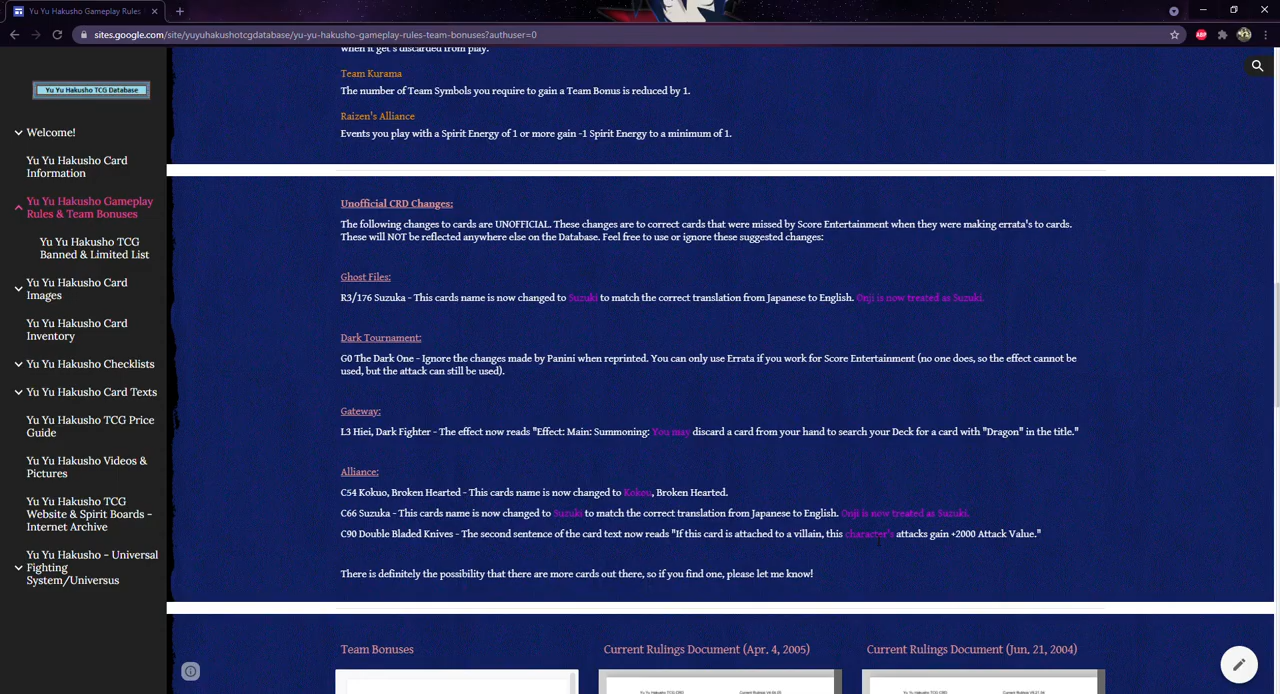 Yu Yu Hakusho Gameplay Rules
sites.google.com/site/yuyuhakushotcgdatabase/yu-yu-hakusho-gameplay-rules-team-bonuses?authuser=0
ABP
Yu Yu Hakusho TCG Database
Welcome!
Yu Yu Hakusho Card
Information
Yu Yu Hakusho Gameplay
Rules & Team Bonuses
Yu Yu Hakusho TCG
Banned & Limited List
Yu Yu Hakusho Card
Images
Yu Yu Hakusho Card
Inventory
Yu Yu Hakusho Checklists
Yu Yu Hakusho Card Texts
Yu Yu Hakusho TCG Price
Guide
Yu Yu Hakusho Videos &
Pictures
Yu Yu Hakusho TCG
Website & Spirit Boards -
Internet Archive
Yu Yu Hakusho - Universal
Fighting
System/Universus
when it get's discarded from play.
Team Kurama
The number of Team Symbols you require to gain a Team Bonus is reduced by 1.
Raizen's Alliance
Events you play with a Spirit Energy of 1 or more gain -1 Spirit Energy to a minimum of 1.
Unofficial CRD Changes:
The following changes to cards are UNOFFICIAL. These changes are to correct cards that were missed by Score Entertainment when they were making errata's to cards.
These will NOT be reflected anywhere else on the Database. Feel free to use or ignore these suggested changes:
Ghost Files:
R3/176 Suzuka - This cards name is now changed to Suzuki to match the correct translation from Japanese to English. Onji is now treated as Suzuki.
Dark Tournament:
G0 The Dark One - Ignore the changes made by Panini when reprinted. You can only use Errata if you work for Score Entertainment (no one does, so the effect cannot be
used, but the attack can still be used).
Gateway:
L3 Hiei, Dark Fighter - The effect now reads "Effect: Main: Summoning: You may discard a card from your hand to search your Deck for a card with "Dragon" in the title."
Alliance:
C54 Kokuo, Broken Hearted - This cards name is now changed to Kokou, Broken Hearted.
C66 Suzuka - This cards name is now changed to Suzuki to match the correct translation from Japanese to English. Onji is now treated as Suzuki.
C90 Double Bladed Knives - The second sentence of the card text now reads "If this card is attached to a villain, this character's attacks gain +2000 Attack Value."
There is definitely the possibility that there are more cards out there, so if you find one, please let me know!
Team Bonuses
Current Rulings Document (Apr. 4, 2005)
Current Rulings Document (Jun. 21, 2004)